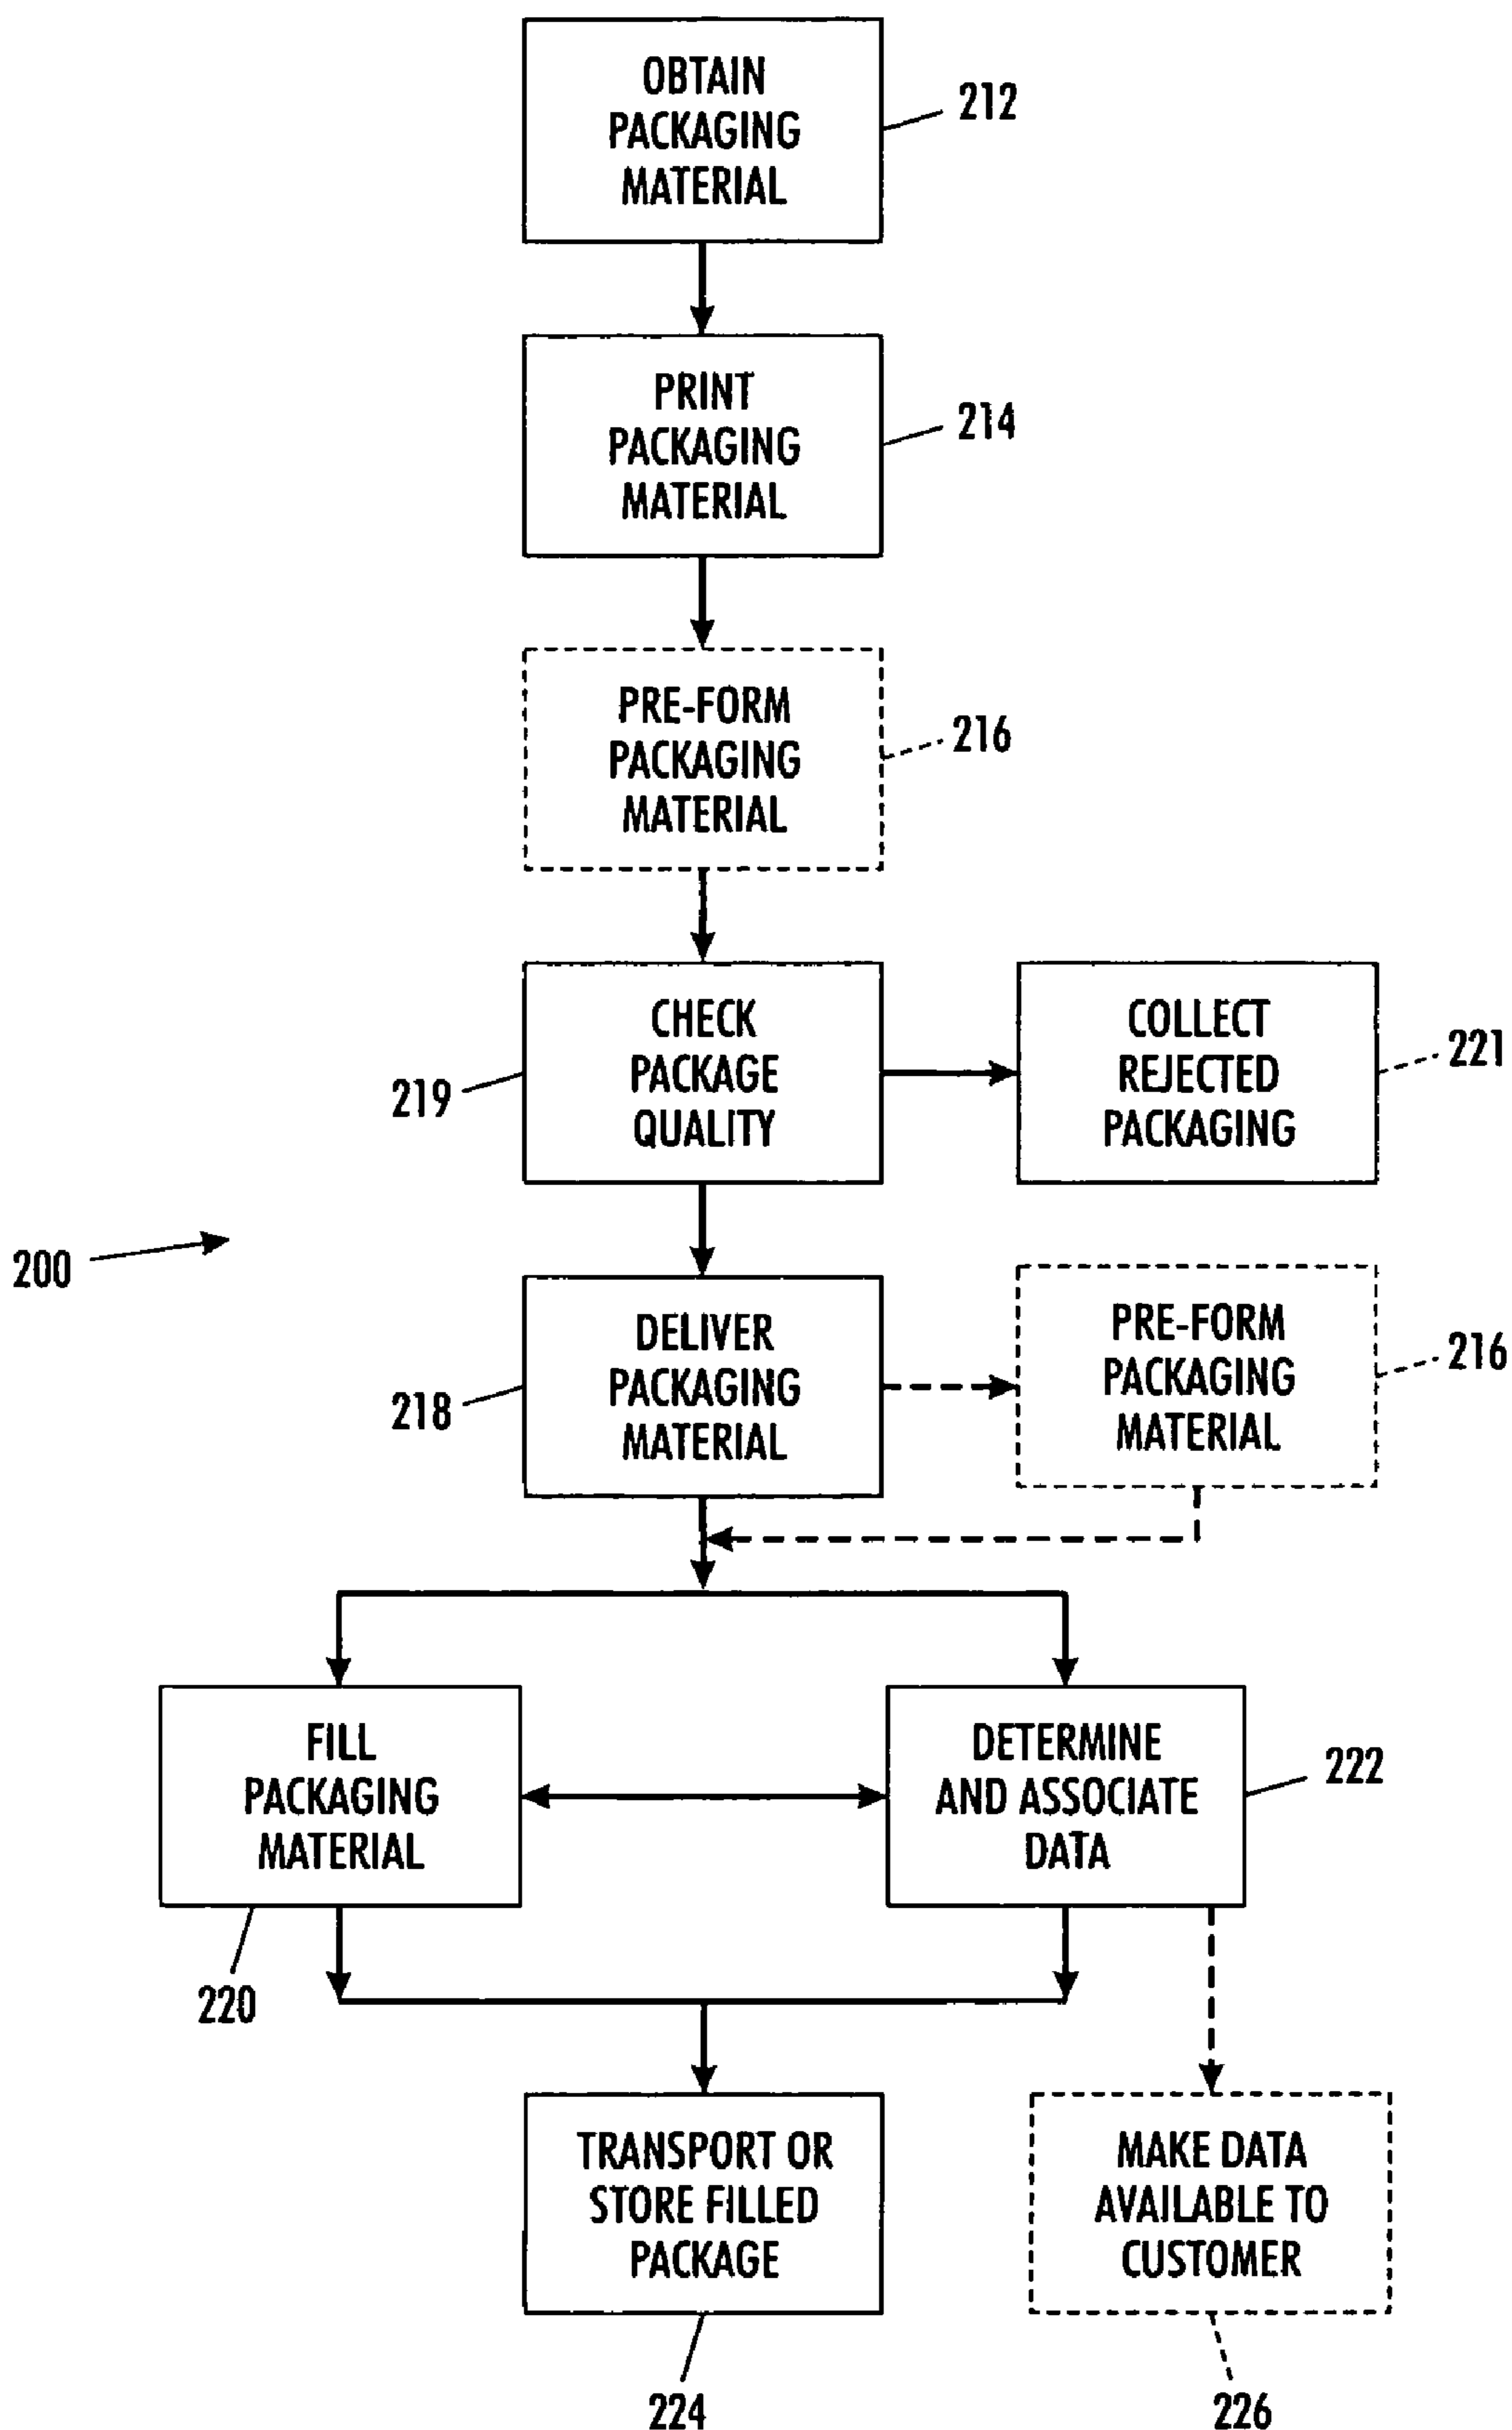 OBTAIN
PACKAGING
MATERIAL
212
PRINT
PACKAGING
MATERIAL
214
PRE-FORM
PACKAGING
MATERIAL
216
CHECK
PACKAGE
QUALITY
219
COLLECT
REJECTED
PACKAGING
221
200
DELIVER
PACKAGING
MATERIAL
218
PRE-FORM
PACKAGING
MATERIAL
216
FILL
PACKAGING
MATERIAL
220
DETERMINE
AND ASSOCIATE
DATA
222
TRANSPORT OR
STORE FILLED
PACKAGE
224
MAKE DATA
AVAILABLE TO
CUSTOMER
226